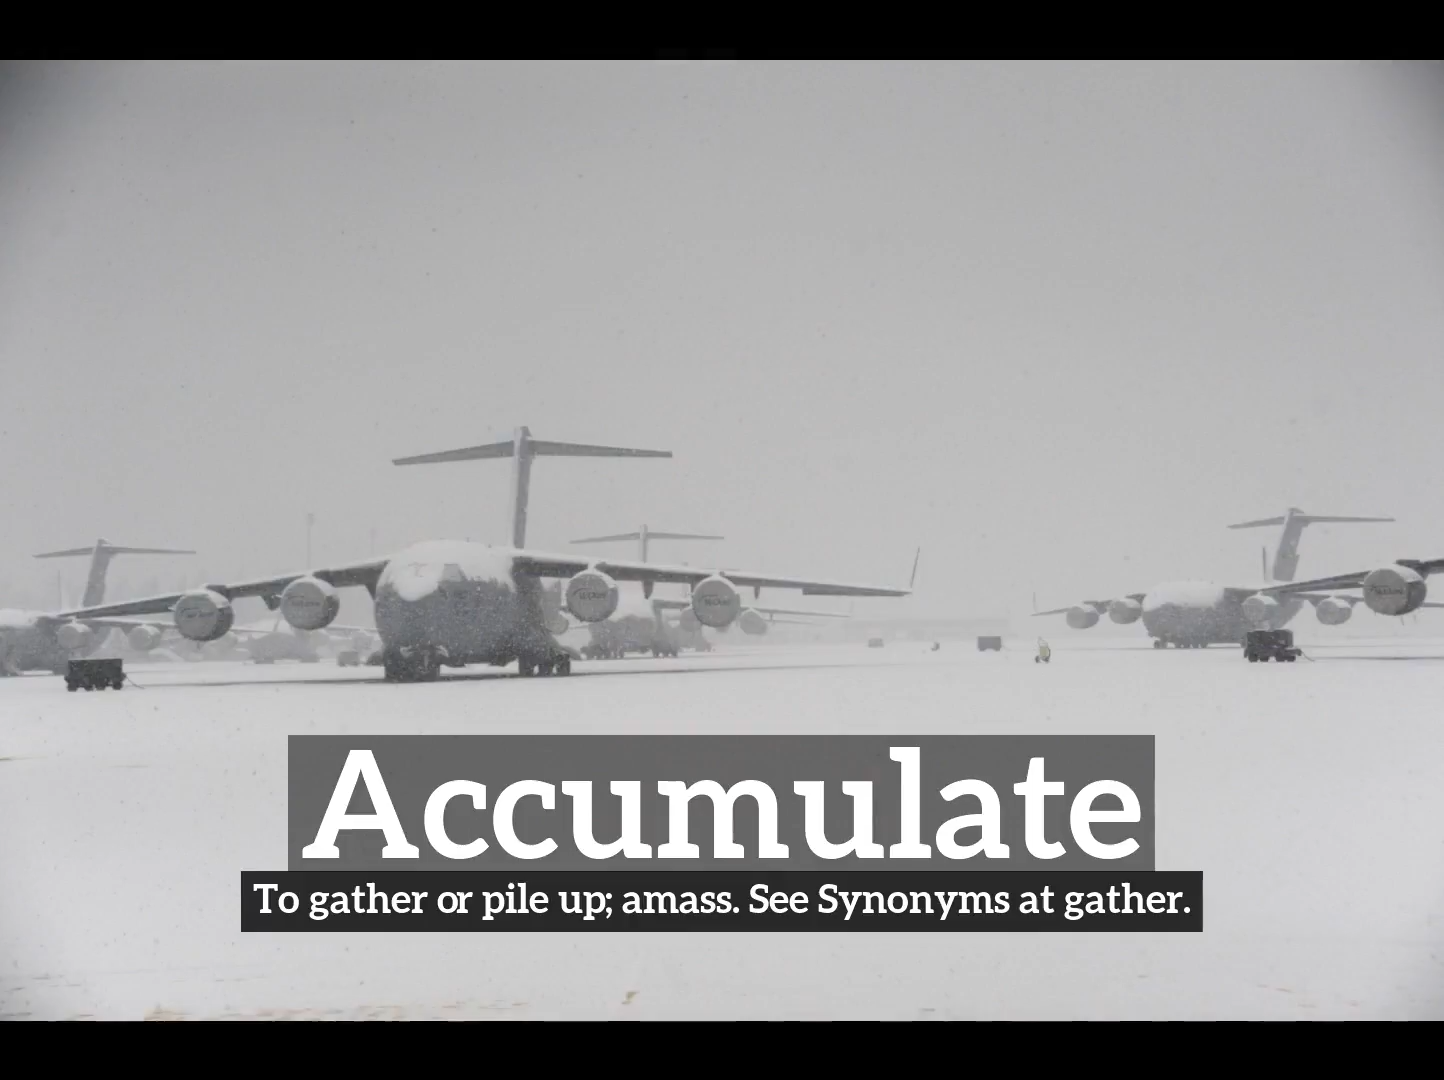 Accumulate
To gather or pile up; amass. See Synonyms at gather.